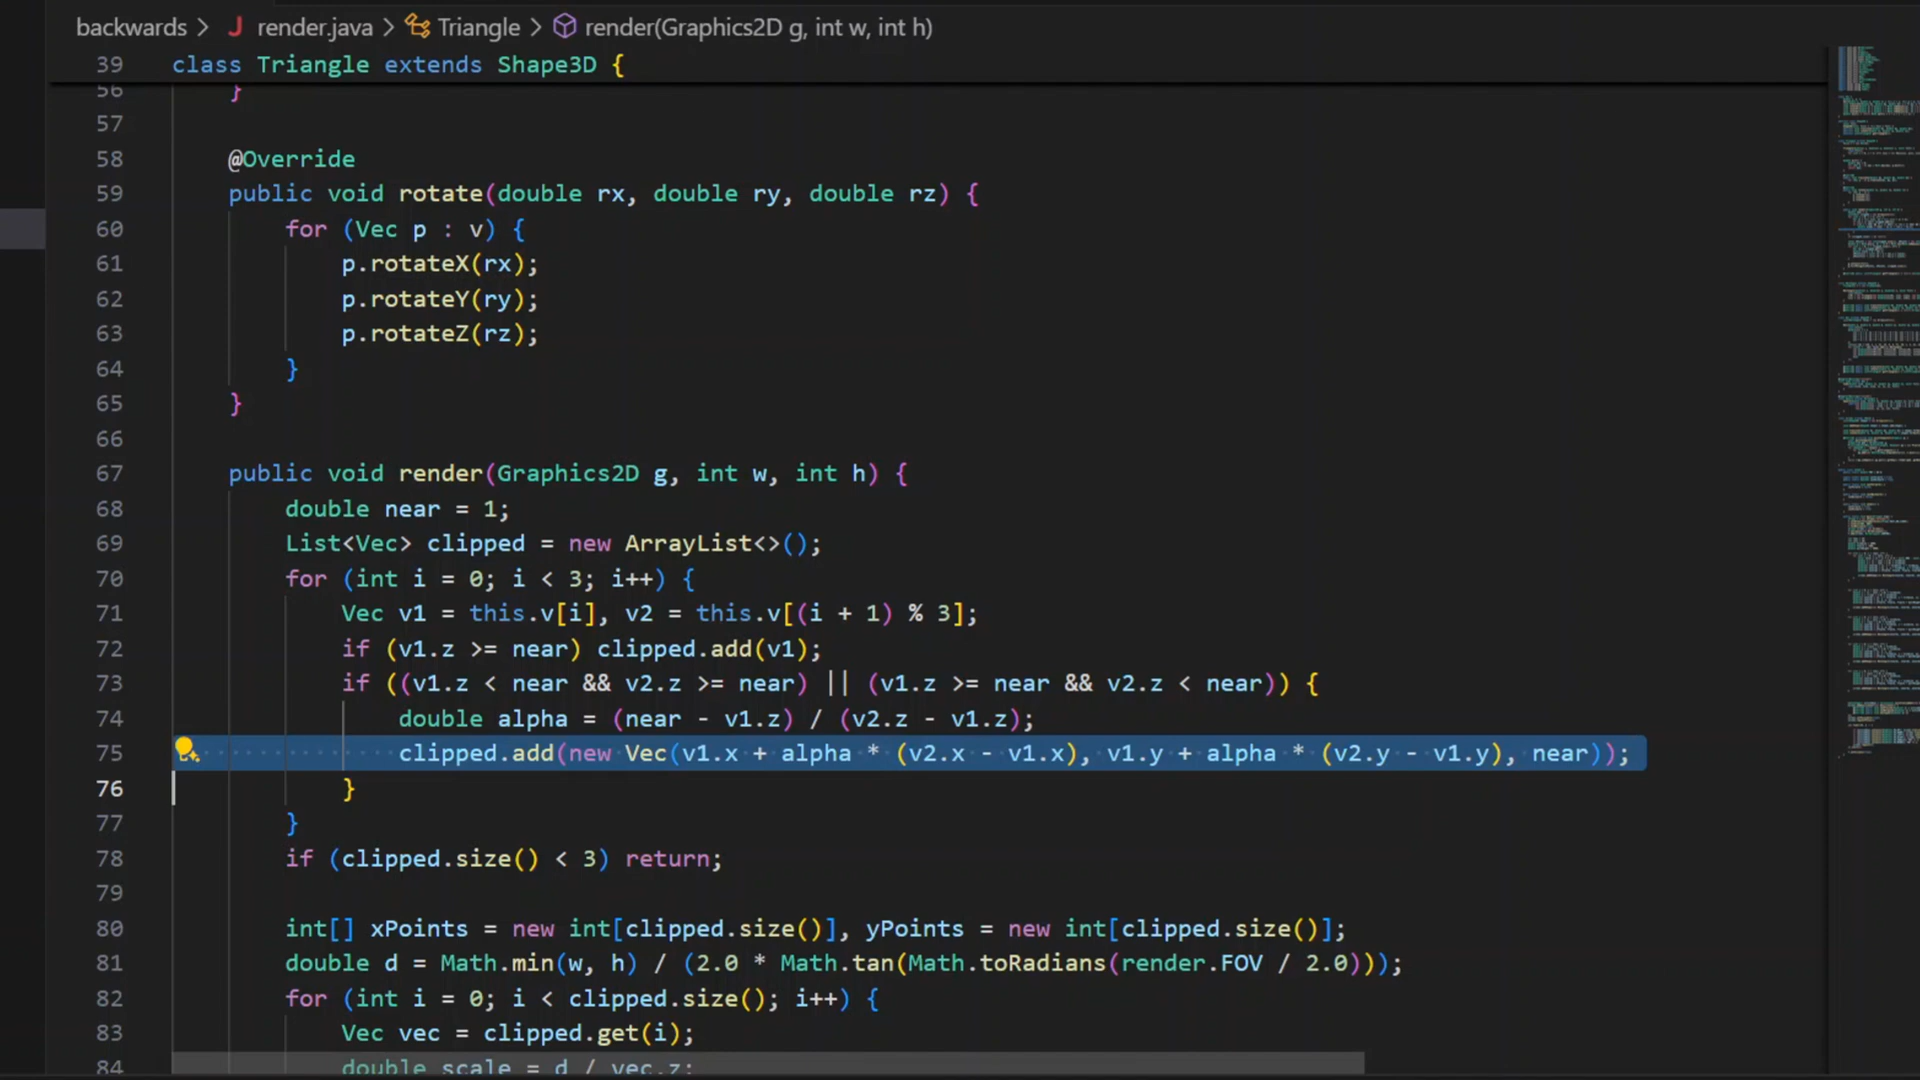 backwards > render.java > Triangle > render(Graphics2D g, int w, int h)
39 class Triangle extends Shape3D {
56 }
57
58 @Override
59 public void rotate(double rx, double ry, double rz) {
60 for (Vec p : v) {
61 p.rotateX(rx);
62 p.rotateY(ry);
63 p.rotateZ(rz);
64 }
65 }
66
67 public void render(Graphics2D g, int w, int h) {
68 double near = 1;
69 List<Vec> clipped = new ArrayList<>();
70 for (int i = 0; i < 3; i++) {
71 Vec v1 = this.v[i], v2 = this.v[(i + 1) % 3];
72 if (v1.z >= near) clipped.add(v1);
73 if ((v1.z < near && v2.z >= near) || (v1.z >= near && v2.z < near)) {
74 double alpha = (near - v1.z) / (v2.z - v1.z);
75 clipped.add(new Vec(v1.x + alpha * (v2.x - v1.x), v1.y + alpha * (v2.y - v1.y), near));
76 }
77 }
78 if (clipped.size() < 3) return;
79
80 int[] xPoints = new int[clipped.size()], yPoints = new int[clipped.size()];
81 double d = Math.min(w, h) / (2.0 * Math.tan(Math.toRadians(render.FOV / 2.0)));
82 for (int i = 0; i < clipped.size(); i++) {
83 Vec vec = clipped.get(i);
84 double scale = d / vec.z;